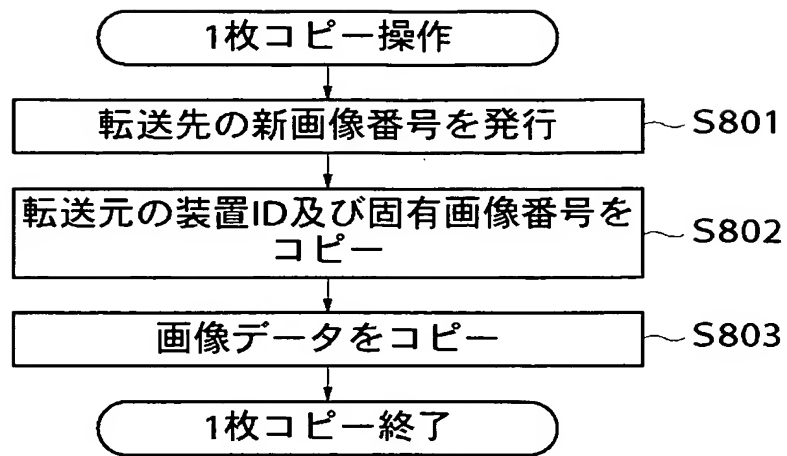 1枚コピー操作
転送先の新画像番号を発行
S801
転送元の装置ID及び固有画像番号を
コピー
S802
画像データをコピー
S803
1枚コピー終了